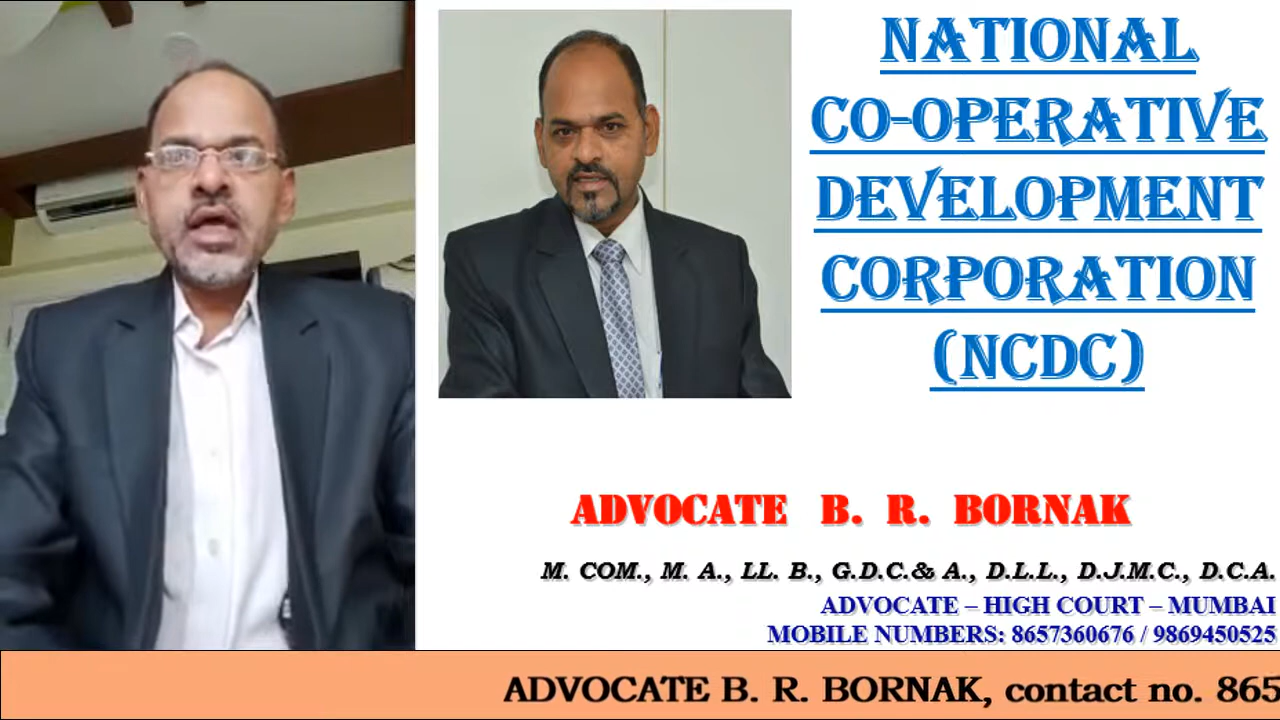 NATIONAL
CO-OPERATIVE
DEVELOPMENT
CORPORATION
(NCDC)
ADVOCATE B. R. BORNAK
M. COM., M. A., LL. B., G.D.C.& A., D.L.L., D.J.M.C., D.C.A.
ADVOCATE – HIGH COURT – MUMBAI
MOBILE NUMBERS: 8657360676 / 9869450525
ADVOCATE B. R. BORNAK, contact no. 865